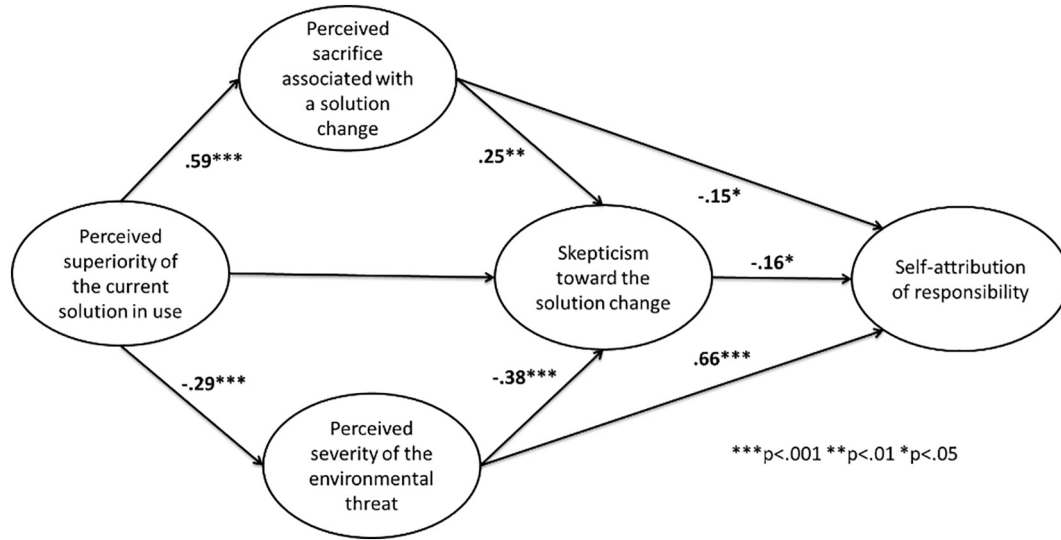 Perceived
sacrifice
associated with
a solution
change
.59***
.25**
-.15*
Perceived
superiority of
the current
solution in use
Skepticism
toward the
solution change
-.16*
Self-attribution
of responsibility
-.29***
-.38***
.66***
Perceived
severity of the
environmental
threat
***p<.001 **p<.01 *p<.05